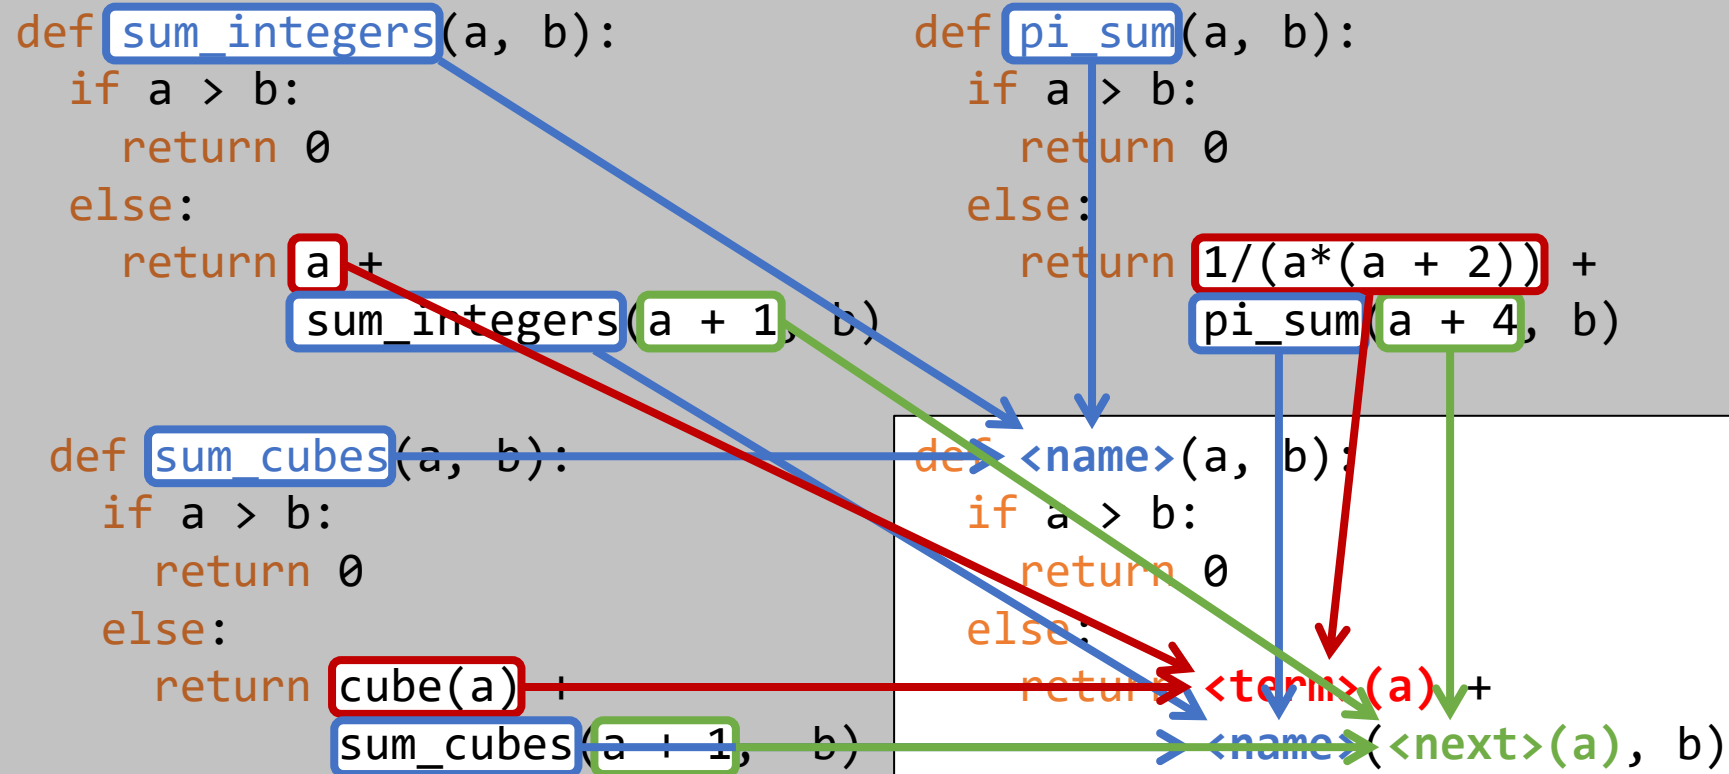 def sum_integers(a, b):
  if a > b:
    return 0
  else:
    return a +
           sum_integers(a + 1, b)
def pi_sum(a, b):
  if a > b:
    return 0
  else:
    return 1/(a*(a + 2)) +
           pi_sum(a + 4, b)
def sum_cubes(a, b):
  if a > b:
    return 0
  else:
    return cube(a) +
           sum_cubes(a + 1, b)
def <name>(a, b):
  if a > b:
    return 0
  else:
    return <term>(a) +
           <name>(<next>(a), b)